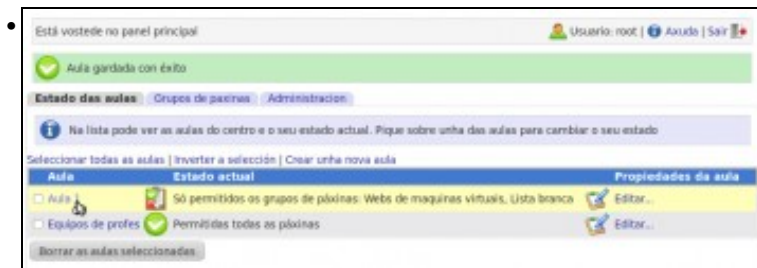 Está vostede no panel principal
Usuario: root | Axuda | Sair
Aula gardada con éxito
Estado das aulas Grupos de paxinas Administracion
Na lista pode ver as aulas do centro e o seu estado actual. Pique sobre unha das aulas para cambiar o seu estado
Seleccionar todas as aulas | Inverter a selección | Crear unha nova aula
Aula Estado actual Propiedades da aula
Aula Só permitidos os grupos de páxinas: Webs de maquinas virtuais, Lista branca Editar...
Equipos de profes Permitidas todas as páxinas Editar...
Borrar as aulas seleccionadas